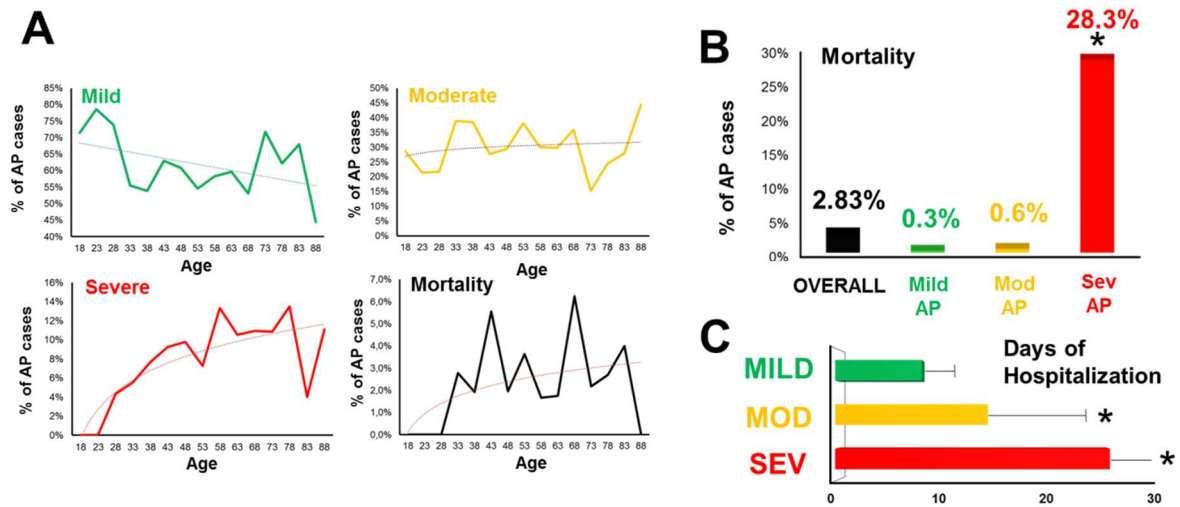 A
Mild
% of AP cases
85%
80%
75%
70%
65%
60%
55%
50%
45%
40%
18 23 28 33 38 43 48 53 58 63 68 73 78 83 88
Age
Moderate
% of AP cases
50%
45%
40%
35%
30%
25%
20%
15%
10%
5%
0%
18 23 28 33 38 43 48 53 58 63 68 73 78 83 88
Age
Severe
% of AP cases
16%
14%
12%
10%
8%
6%
4%
2%
0%
18 23 28 33 38 43 48 53 58 63 68 73 78 83 88
Age
Mortality
% of AP cases
7,0%
6,0%
5,0%
4,0%
3,0%
2,0%
1,0%
0,0%
18 23 28 33 38 43 48 53 58 63 68 73 78 83 88
Age
B
Mortality
% of AP cases
30%
25%
20%
15%
10%
5%
0%
2.83%
0.3%
0.6%
28.3%
*
OVERALL
Mild
AP
Mod
AP
Sev
AP
C
Days of
Hospitalization
MILD
MOD *
SEV *
0 10 20 30